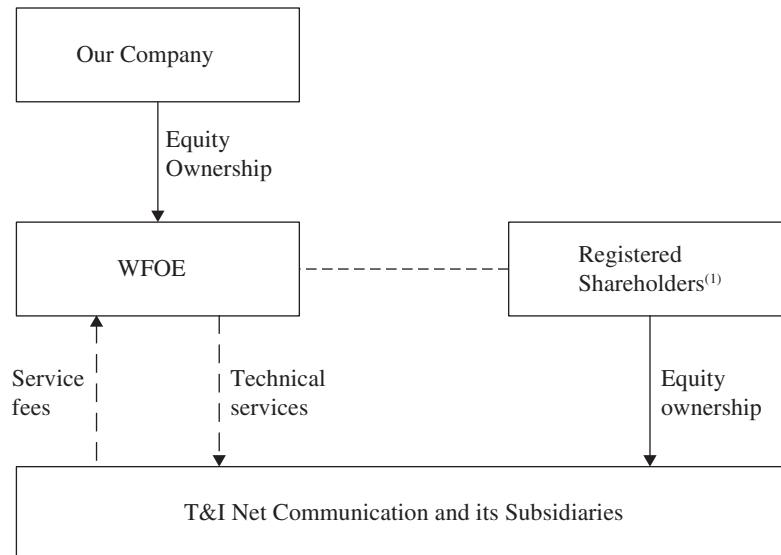 Our Company
Equity
Ownership
WFOE
Registered
Shareholders(1)
Service
fees
Technical
services
Equity
ownership
T&I Net Communication and its Subsidiaries